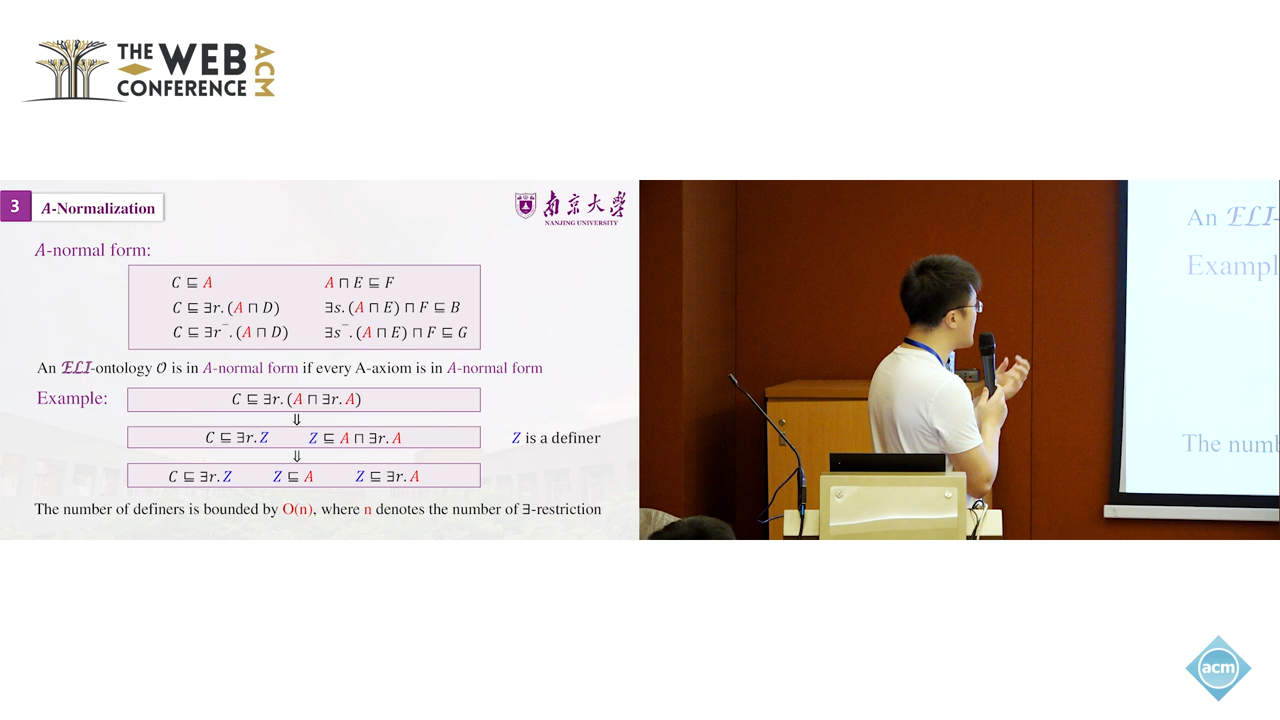 THE WEB
CONFERENCE
ACM
3
A-Normalization
南京大学
NANJING UNIVERSITY
A-normal form:
C ⊑ A
A ⊓ E ⊑ F
C ⊑ ∃r.(A ⊓ D)
∃s.(A ⊓ E) ⊓ F ⊑ B
C ⊑ ∃r⁻.(A ⊓ D)
∃s⁻.(A ⊓ E) ⊓ F ⊑ G
An ℰℒℐ-ontology 𝒪 is in A-normal form if every A-axiom is in A-normal form
Example:
C ⊑ ∃r.(A ⊓ ∃r.A)
⇓
C ⊑ ∃r.Z Z ⊑ A ⊓ ∃r.A
Z is a definer
⇓
C ⊑ ∃r.Z Z ⊑ A Z ⊑ ∃r.A
The number of definers is bounded by O(n), where n denotes the number of ∃-restriction
An ℰℒℐ-
Exampl
The numb
acm